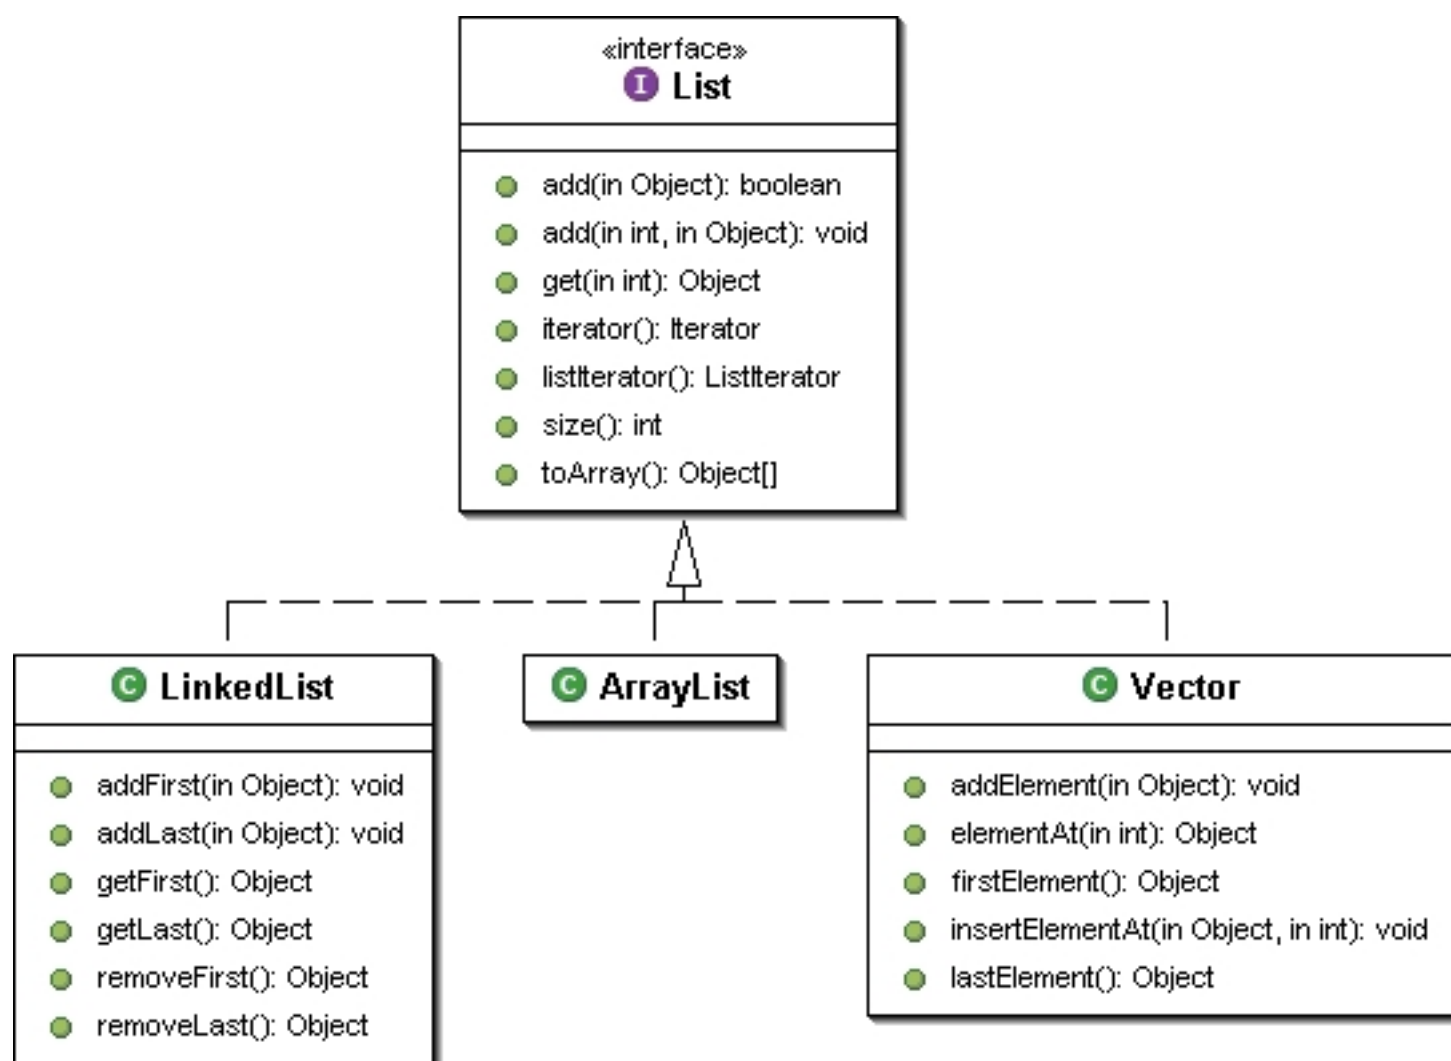 «interface»
I List
add(in Object): boolean
add(in int, in Object): void
get(in int): Object
iterator(): Iterator
listIterator(): ListIterator
size(): int
toArray(): Object[]
C LinkedList
addFirst(in Object): void
addLast(in Object): void
getFirst(): Object
getLast(): Object
removeFirst(): Object
removeLast(): Object
C ArrayList
C Vector
addElement(in Object): void
elementAt(in int): Object
firstElement(): Object
insertElementAt(in Object, in int): void
lastElement(): Object